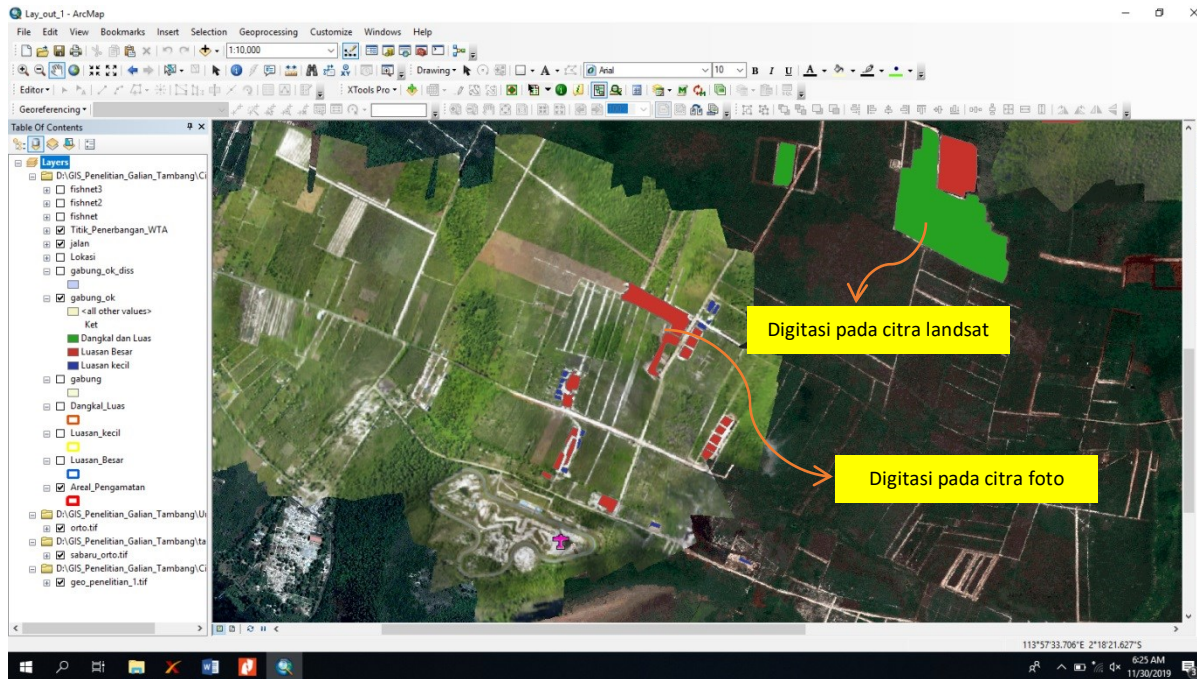 Lay_out_1 - ArcMap
File Edit View Bookmarks Insert Selection Geoprocessing Customize Windows Help
1:10,000
Drawing
A
Arial
10
B I U A
Editor
XTools Pro
Georeferencing
Table Of Contents
Layers
D:\GIS_Penelitian_Galian_Tambang\Ci
fishnet3
fishnet2
fishnet
Titik_Penerbangan_WTA
jalan
Lokasi
gabung_ok_diss
gabung_ok
<all other values>
Ket
Dangkal dan Luas
Luasan Besar
Luasan kecil
gabung
Dangkal_Luas
Luasan_kecil
Luasan_Besar
Areal_Pengamatan
D:\GIS_Penelitian_Galian_Tambang\U
orto.tif
D:\GIS_Penelitian_Galian_Tambang\ta
sabaru_orto.tif
D:\GIS_Penelitian_Galian_Tambang\Ci
geo_penelitian_1.tif
Digitasi pada citra landsat
Digitasi pada citra foto
113°57'33.706"E 2°18'21.627"S
6:25 AM
11/30/2019